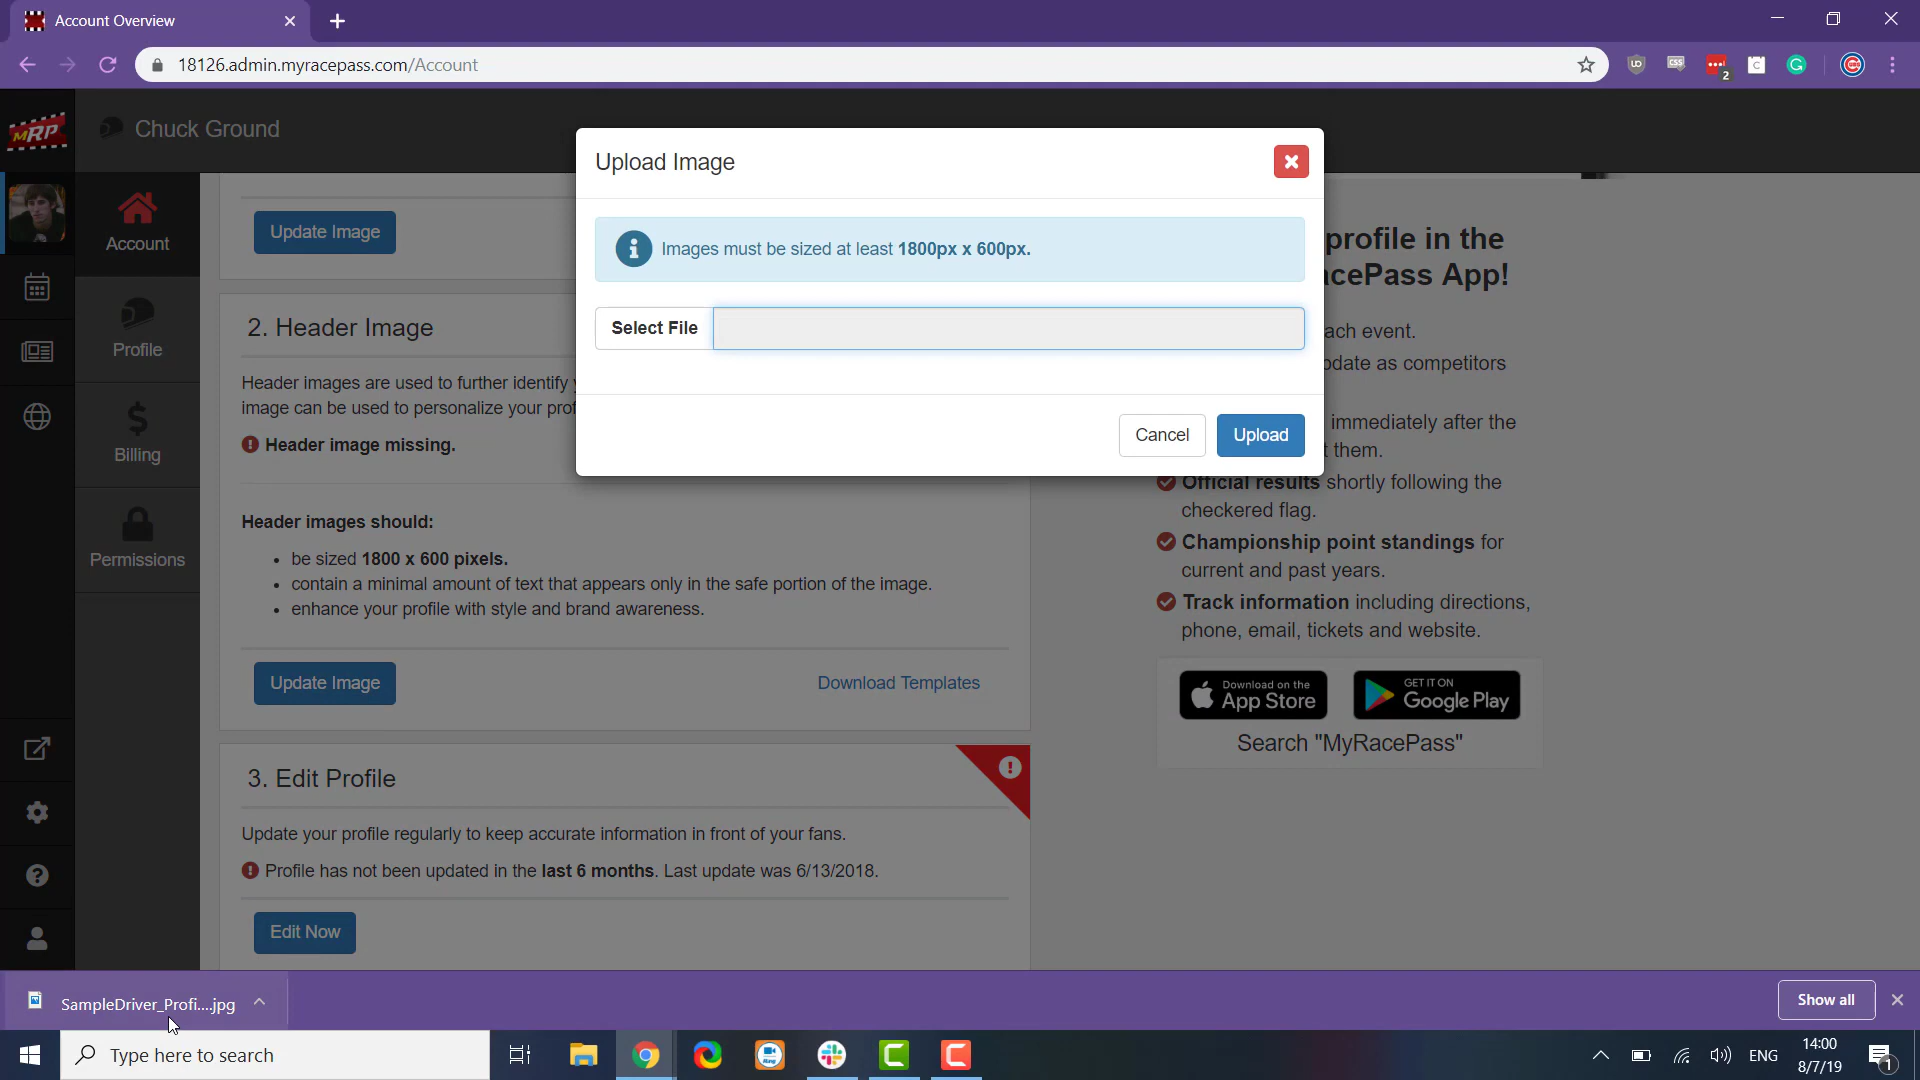 Account Overview
18126.admin.myracepass.com/Account
2
MRP
Chuck Ground
Upload Image
Images must be sized at least 1800px x 600px.
Select File
Cancel
Upload
Account
Profile
Billing
Permissions
Update Image
2. Header Image
Header images are used to further identify
image can be used to personalize your prof
Header image missing.
Header images should:
be sized 1800 x 600 pixels.
contain a minimal amount of text that appears only in the safe portion of the image.
enhance your profile with style and brand awareness.
Update Image
Download Templates
3. Edit Profile
Update your profile regularly to keep accurate information in front of your fans.
Profile has not been updated in the last 6 months. Last update was 6/13/2018.
Edit Now
profile in the
acePass App!
ach event.
pdate as competitors
immediately after the
t them.
Official results shortly following the
checkered flag.
Championship point standings for
current and past years.
Track information including directions,
phone, email, tickets and website.
Download on the
App Store
GET IT ON
Google Play
Search "MyRacePass"
SampleDriver_Profi....jpg
Show all
Type here to search
ENG
14:00
8/7/19
1